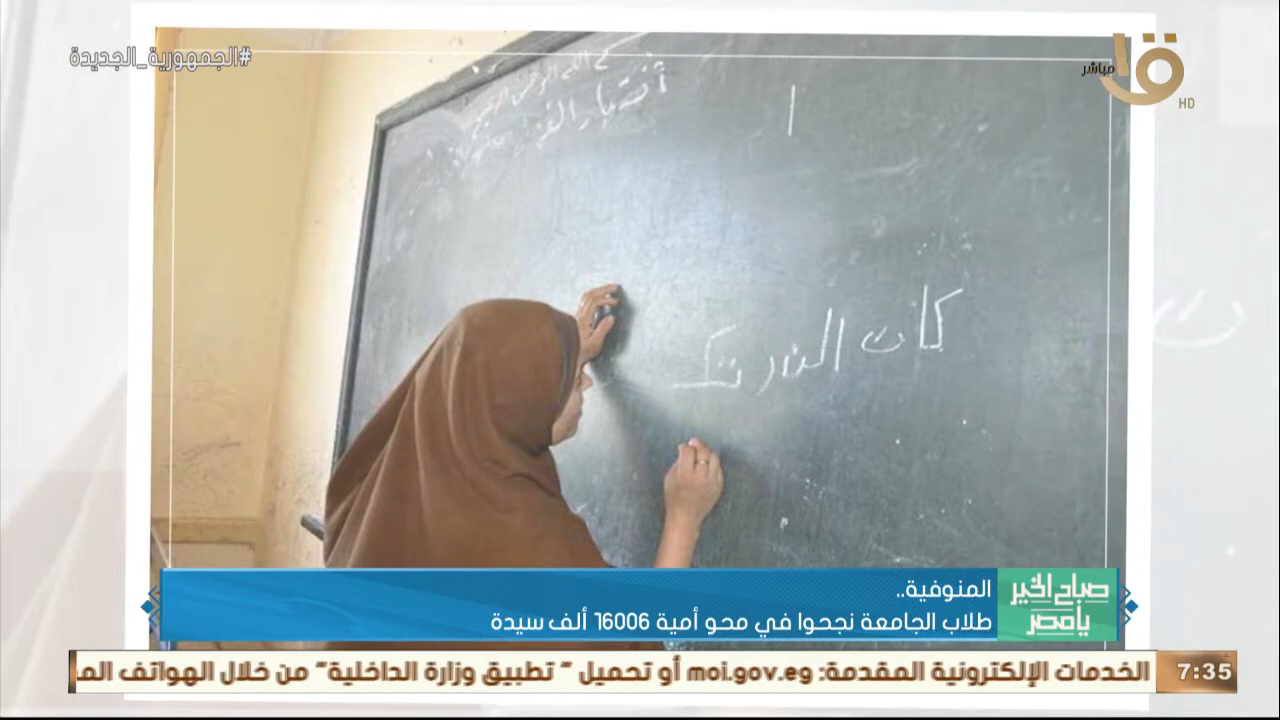 #الجمهورية_الجديدة
مباشر
HD
ا
كان
صباح الخير
يا مصر
المنوفية..
طلاب الجامعة نجحوا في محو أمية 16006 ألف سيدة
7:35
الخدمات الإلكترونية المقدمة: moi.gov.eg أو تحميل " تطبيق وزارة الداخلية" من خلال الهواتف الم